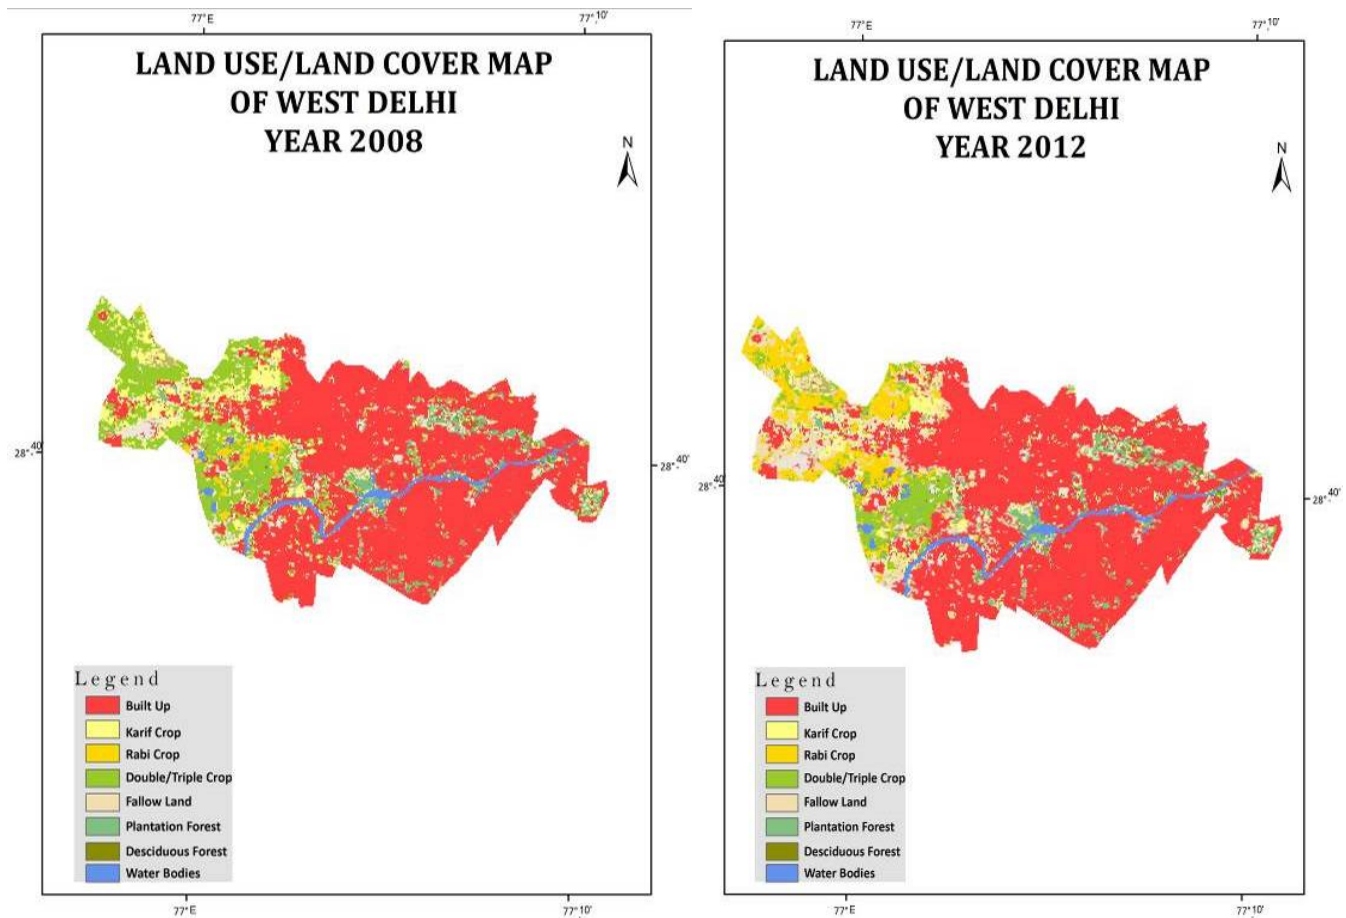 77°E
77°,10'
LAND USE/LAND COVER MAP
OF WEST DELHI
YEAR 2008
N
28°,40'
28°,40'
Legend
Built Up
Karif Crop
Rabi Crop
Double/Triple Crop
Fallow Land
Plantation Forest
Desciduous Forest
Water Bodies
77°E
77°,10'
77°E
77°,10'
LAND USE/LAND COVER MAP
OF WEST DELHI
YEAR 2012
N
28°,40'
28°,40'
Legend
Built Up
Karif Crop
Rabi Crop
Double/Triple Crop
Fallow Land
Plantation Forest
Desciduous Forest
Water Bodies
77°E
77°,10'